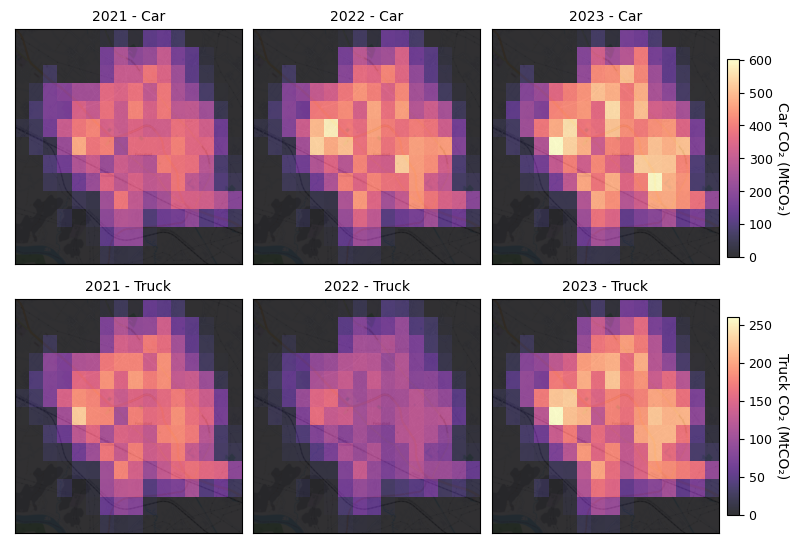 2021 - Car
2022 - Car
2023 - Car
600
500
400
300
200
100
0
Car CO₂ (MtCO₂)
2021 - Truck
2022 - Truck
2023 - Truck
250
200
150
100
50
0
Truck CO₂ (MtCO₂)